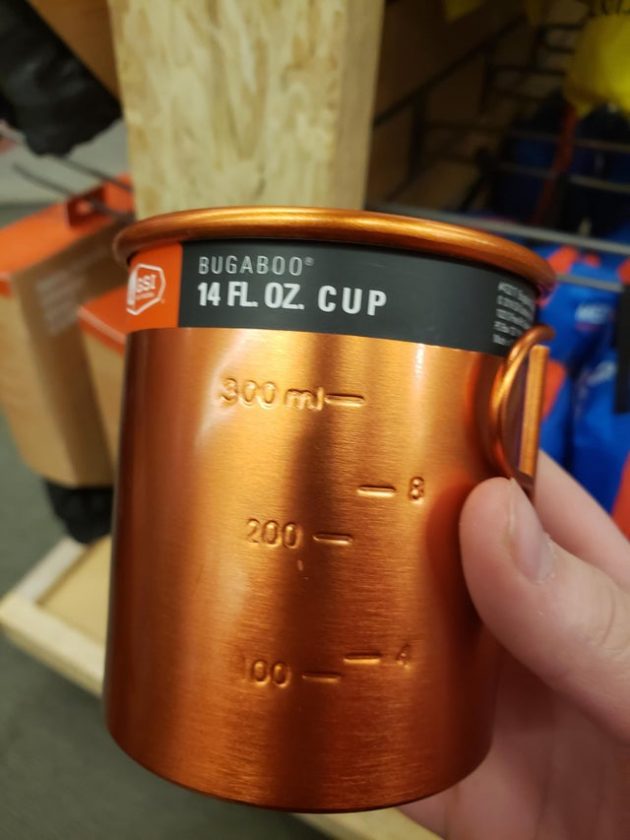 GSI
BUGABOO®
14 FL. OZ. CUP
300 ml
8
200
100
4